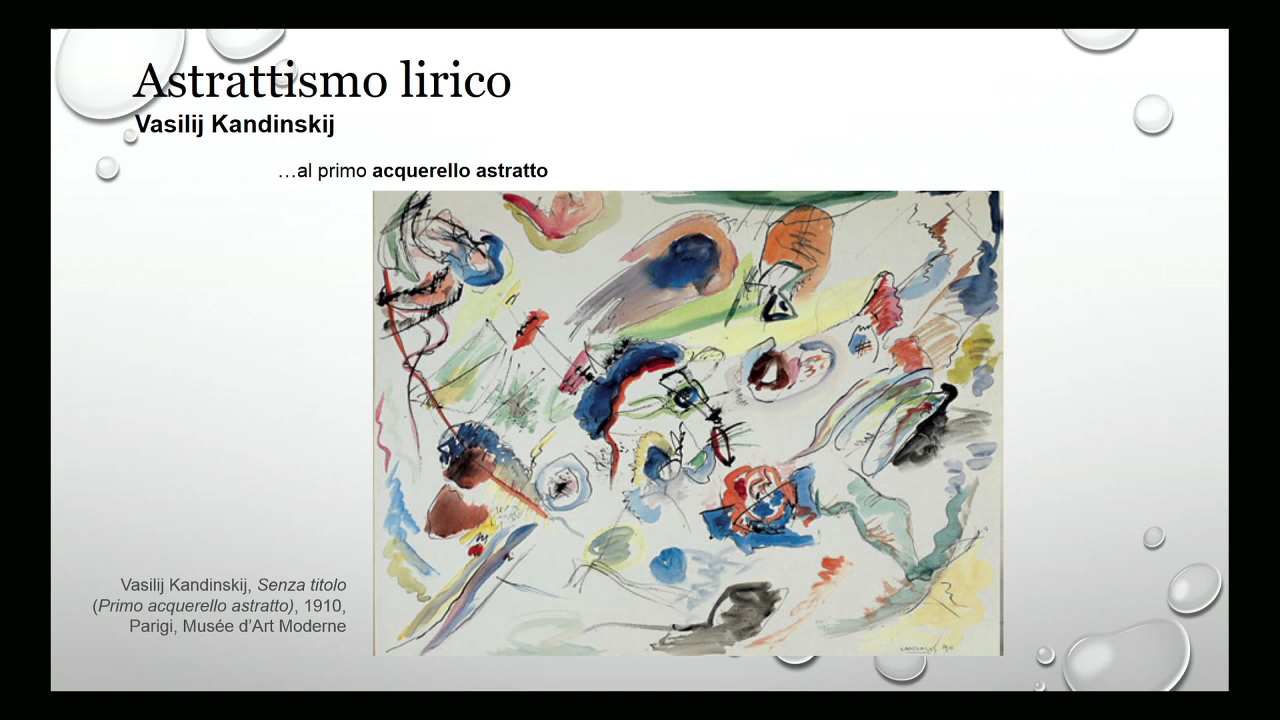 Astrattismo lirico
Vasilij Kandinskij
…al primo acquerello astratto
Vasilij Kandinskij, Senza titolo
(Primo acquerello astratto), 1910,
Parigi, Musée d’Art Moderne